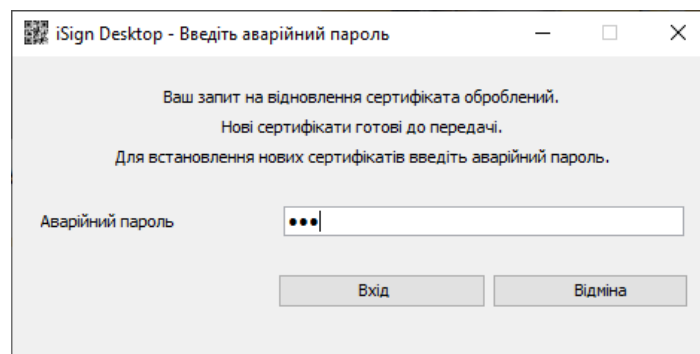 iSign Desktop - Введіть аварійний пароль
Ваш запит на відновлення сертифіката оброблений.
Нові сертифікати готові до передачі.
Для встановлення нових сертифікатів введіть аварійний пароль.
Аварійний пароль ●●●
Вхід Відміна